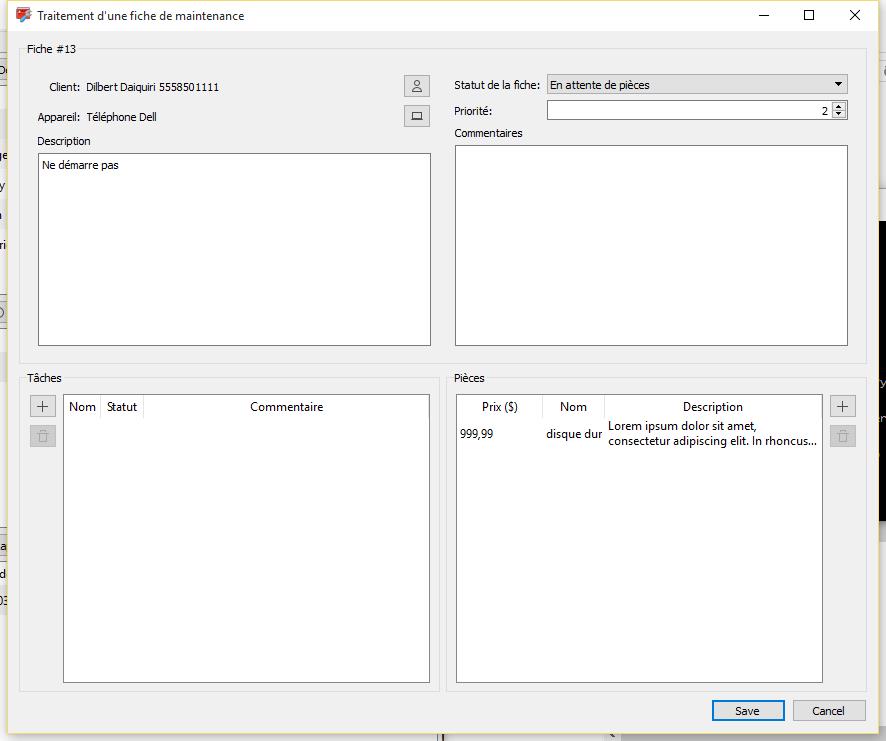 Traitement d'une fiche de maintenance
Fiche #13
Client: Dilbert Daiquiri 5558501111
Appareil: Téléphone Dell
Description
Ne démarre pas
Statut de la fiche: En attente de pièces
Priorité: 2
Commentaires
Tâches
Nom Statut Commentaire
Pièces
Prix ($) Nom Description
999,99 disque dur Lorem ipsum dolor sit amet,
consectetur adipiscing elit. In rhoncus...
Save Cancel